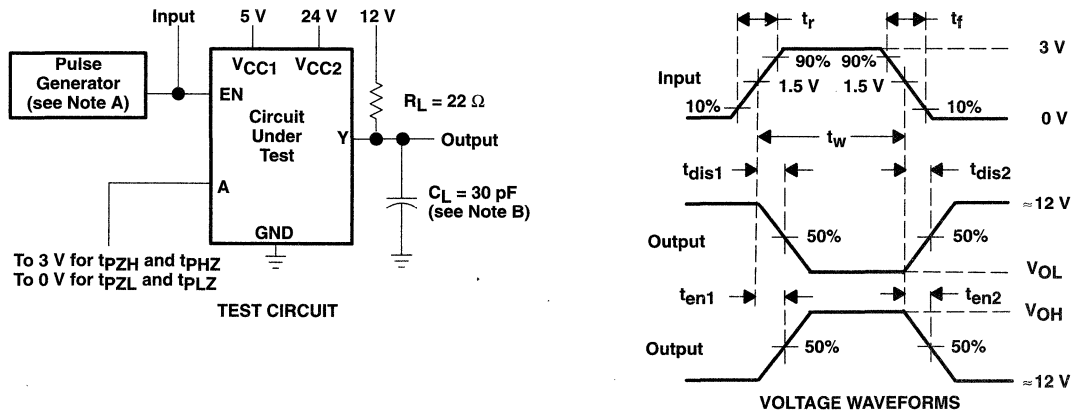 Input
5 V
24 V
12 V
Pulse
Generator
(see Note A)
VCC1
VCC2
EN
Circuit
Under
Test
Y
A
GND
RL = 22 Ω
Output
CL = 30 pF
(see Note B)
To 3 V for tPZH and tPHZ
To 0 V for tPZL and tPLZ
TEST CIRCUIT
tr
tf
3 V
Input
90%
90%
1.5 V
1.5 V
10%
10%
0 V
tw
tdis1
tdis2
≈12 V
Output
50%
50%
VOL
ten1
ten2
VOH
Output
50%
50%
≈12 V
VOLTAGE WAVEFORMS